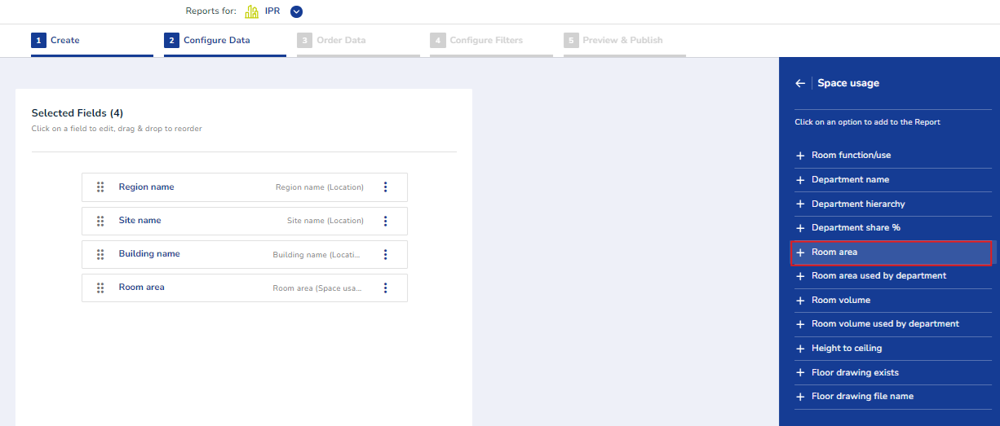 Reports for: IPR
1 Create 2 Configure Data 3 Order Data 4 Configure Filters 5 Preview & Publish
Selected Fields (4)
Click on a field to edit, drag & drop to reorder
Region name Region name (Location)
Site name Site name (Location)
Building name Building name (Locati...
Room area Room area (Space usa...
Space usage
Click on an option to add to the Report
Room function/use
Department name
Department hierarchy
Department share %
Room area
Room area used by department
Room volume
Room volume used by department
Height to ceiling
Floor drawing exists
Floor drawing file name